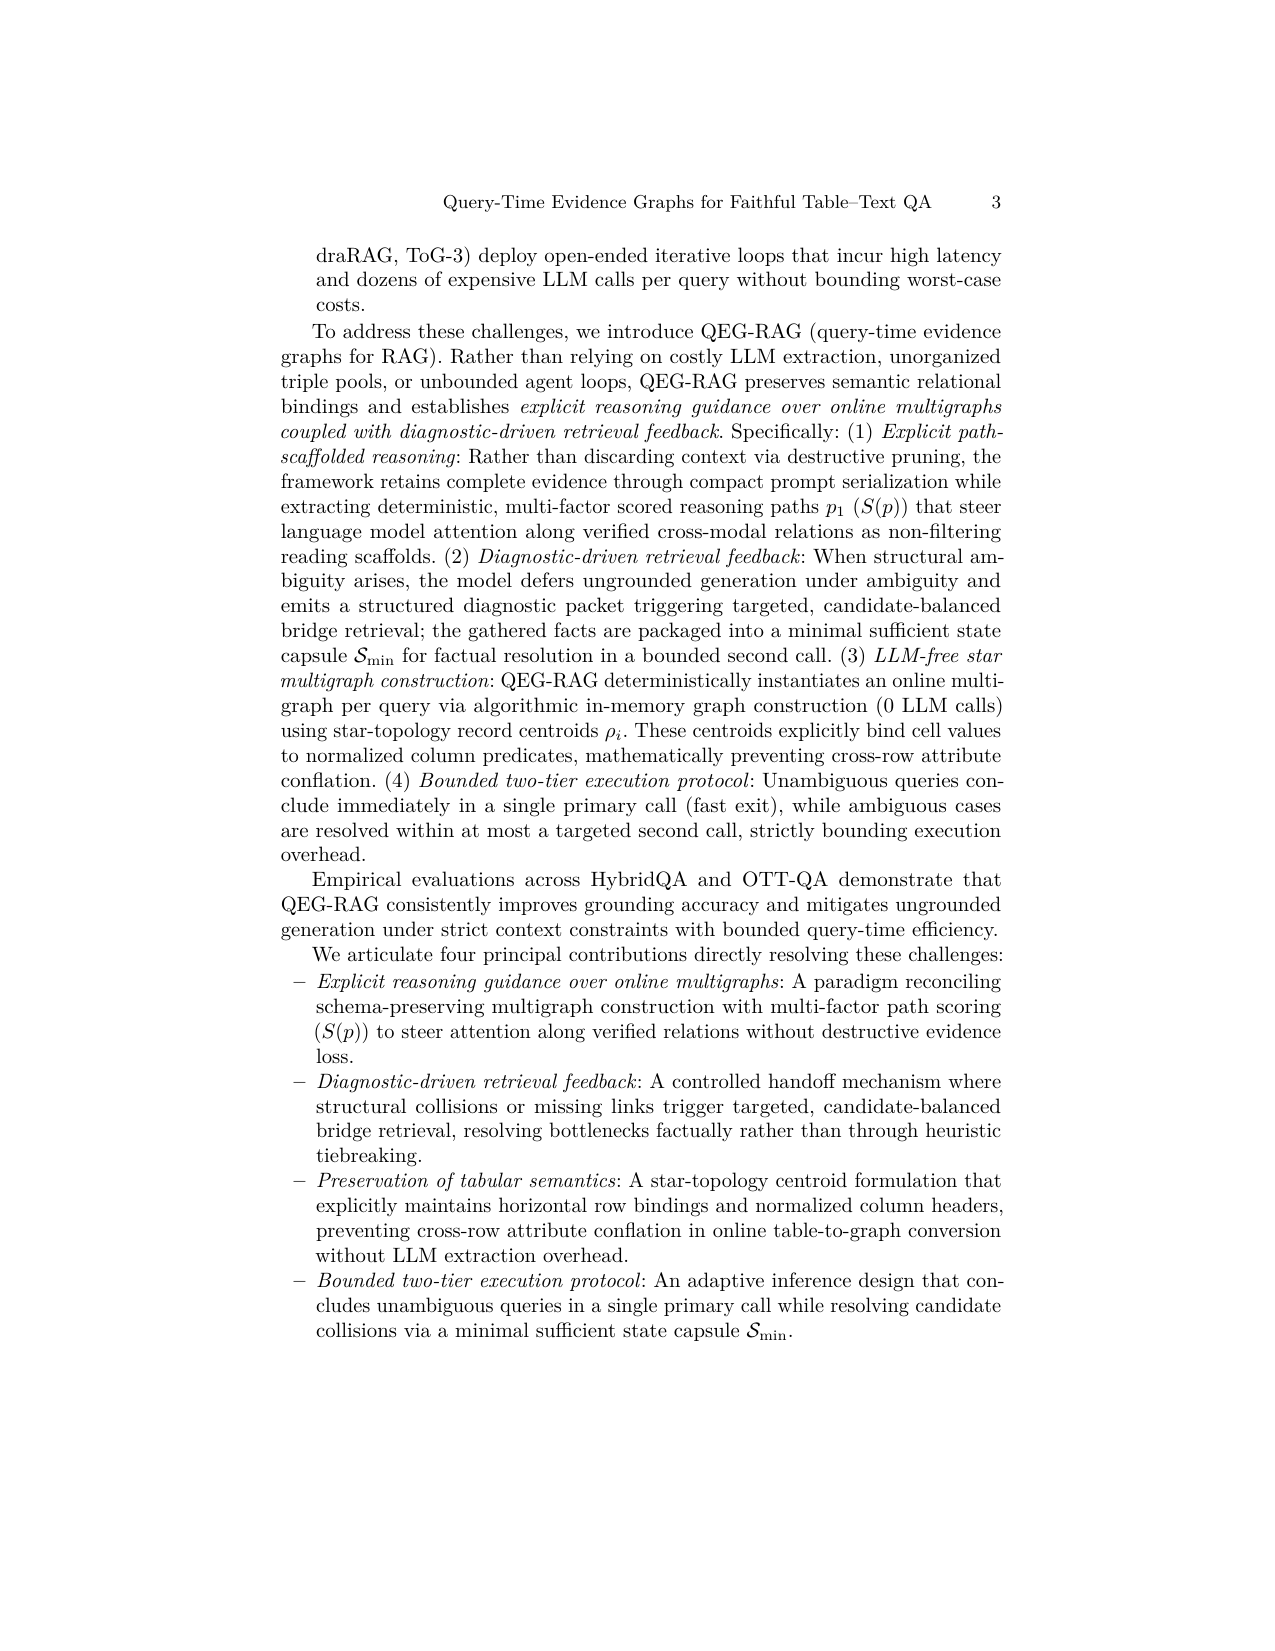 Query-Time Evidence Graphs for Faithful Table–Text QA 3
draRAG, ToG-3) deploy open-ended iterative loops that incur high latency
and dozens of expensive LLM calls per query without bounding worst-case
costs.
To address these challenges, we introduce QEG-RAG (query-time evidence
graphs for RAG). Rather than relying on costly LLM extraction, unorganized
triple pools, or unbounded agent loops, QEG-RAG preserves semantic relational
bindings and establishes explicit reasoning guidance over online multigraphs
coupled with diagnostic-driven retrieval feedback. Specifically: (1) Explicit path-
scaffolded reasoning: Rather than discarding context via destructive pruning, the
framework retains complete evidence through compact prompt serialization while
extracting deterministic, multi-factor scored reasoning paths p₁ (S(p)) that steer
language model attention along verified cross-modal relations as non-filtering
reading scaffolds. (2) Diagnostic-driven retrieval feedback: When structural am-
biguity arises, the model defers ungrounded generation under ambiguity and
emits a structured diagnostic packet triggering targeted, candidate-balanced
bridge retrieval; the gathered facts are packaged into a minimal sufficient state
capsule 𝒮min for factual resolution in a bounded second call. (3) LLM-free star
multigraph construction: QEG-RAG deterministically instantiates an online multi-
graph per query via algorithmic in-memory graph construction (0 LLM calls)
using star-topology record centroids ρᵢ. These centroids explicitly bind cell values
to normalized column predicates, mathematically preventing cross-row attribute
conflation. (4) Bounded two-tier execution protocol: Unambiguous queries con-
clude immediately in a single primary call (fast exit), while ambiguous cases
are resolved within at most a targeted second call, strictly bounding execution
overhead.
Empirical evaluations across HybridQA and OTT-QA demonstrate that
QEG-RAG consistently improves grounding accuracy and mitigates ungrounded
generation under strict context constraints with bounded query-time efficiency.
We articulate four principal contributions directly resolving these challenges:
– Explicit reasoning guidance over online multigraphs: A paradigm reconciling
schema-preserving multigraph construction with multi-factor path scoring
(S(p)) to steer attention along verified relations without destructive evidence
loss.
– Diagnostic-driven retrieval feedback: A controlled handoff mechanism where
structural collisions or missing links trigger targeted, candidate-balanced
bridge retrieval, resolving bottlenecks factually rather than through heuristic
tiebreaking.
– Preservation of tabular semantics: A star-topology centroid formulation that
explicitly maintains horizontal row bindings and normalized column headers,
preventing cross-row attribute conflation in online table-to-graph conversion
without LLM extraction overhead.
– Bounded two-tier execution protocol: An adaptive inference design that con-
cludes unambiguous queries in a single primary call while resolving candidate
collisions via a minimal sufficient state capsule 𝒮min.